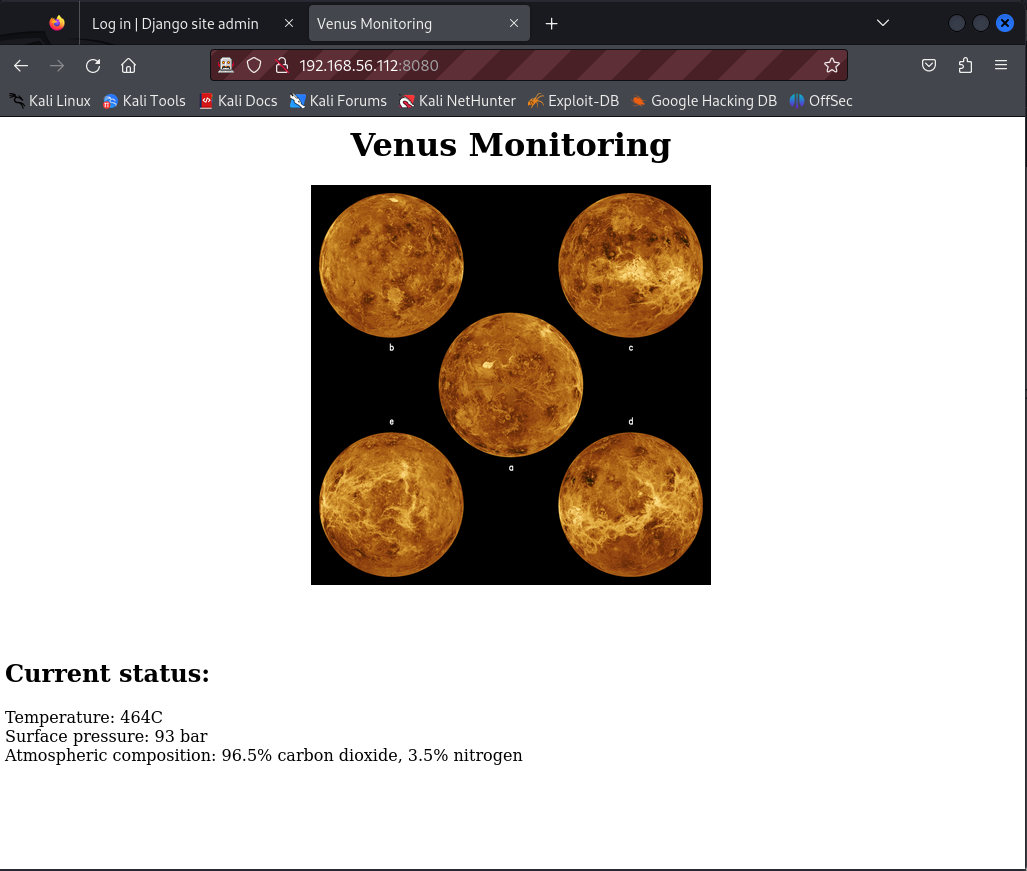 Log in | Django site admin
Venus Monitoring
192.168.56.112:8080
Kali Linux Kali Tools Kali Docs Kali Forums Kali NetHunter Exploit-DB Google Hacking DB OffSec
Venus Monitoring
b
c
e
d
a
Current status:
Temperature: 464C
Surface pressure: 93 bar
Atmospheric composition: 96.5% carbon dioxide, 3.5% nitrogen